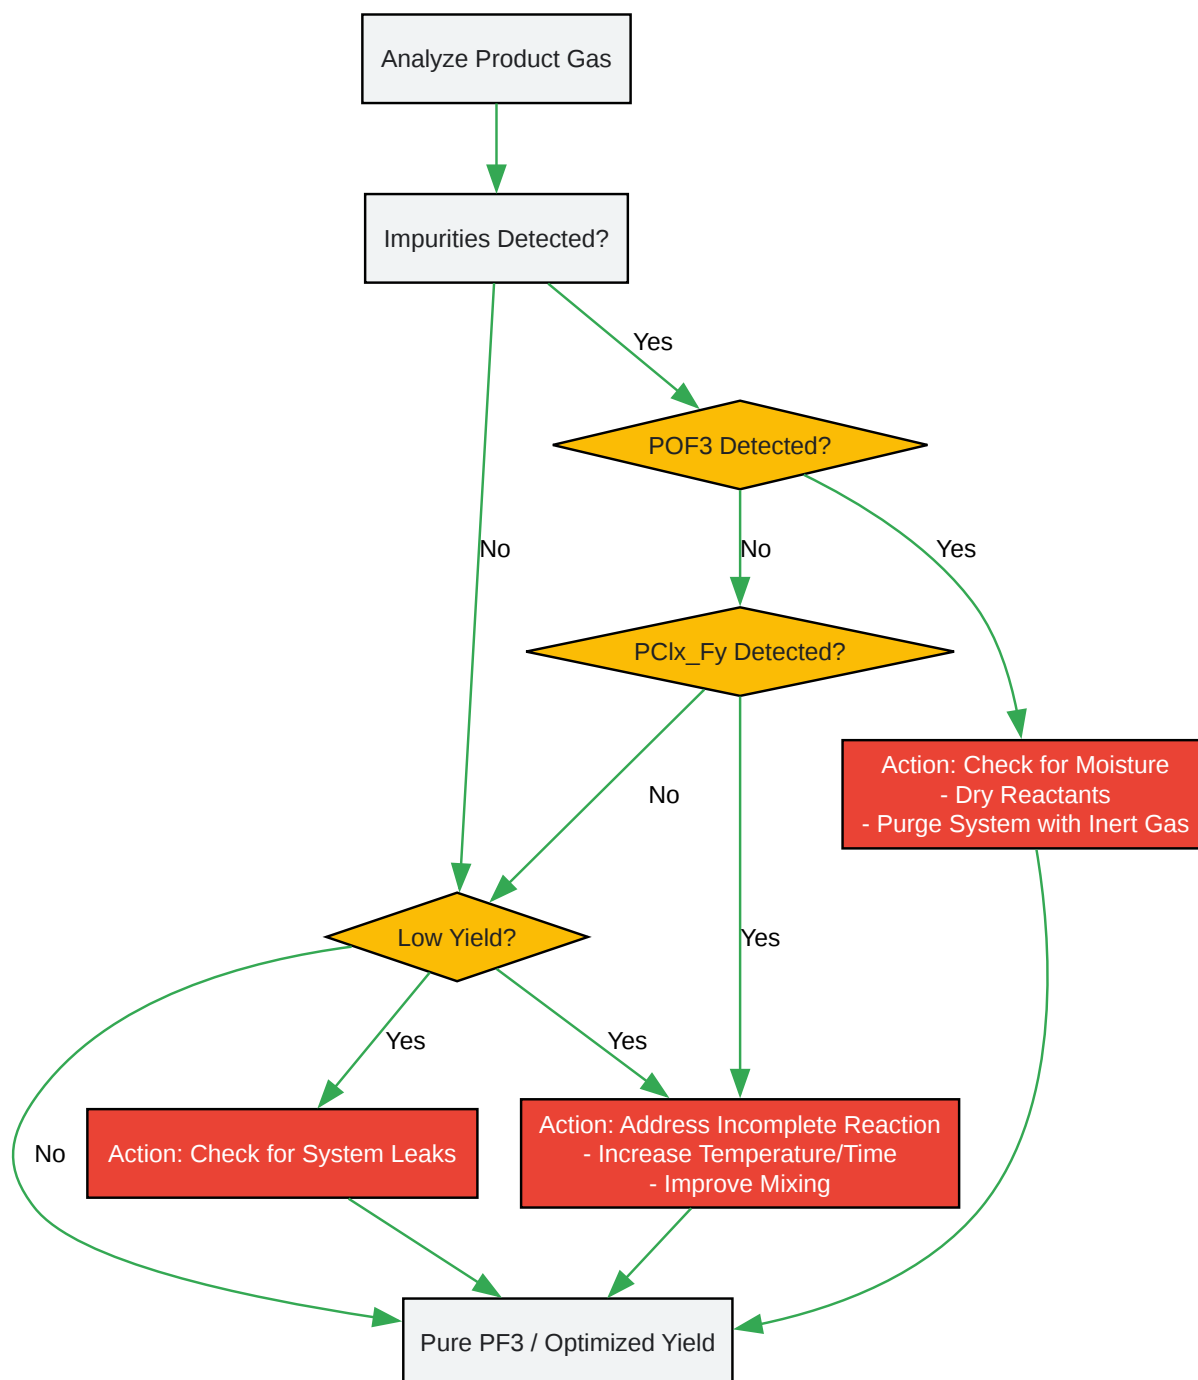 Analyze Product Gas
Impurities Detected?
Yes
POF3 Detected?
No
No
Yes
PClx_Fy Detected?
Action: Check for Moisture
- Dry Reactants
- Purge System with Inert Gas
No
Low Yield?
Yes
Yes
Yes
Action: Address Incomplete Reaction
- Increase Temperature/Time
- Improve Mixing
No
Action: Check for System Leaks
Pure PF3 / Optimized Yield